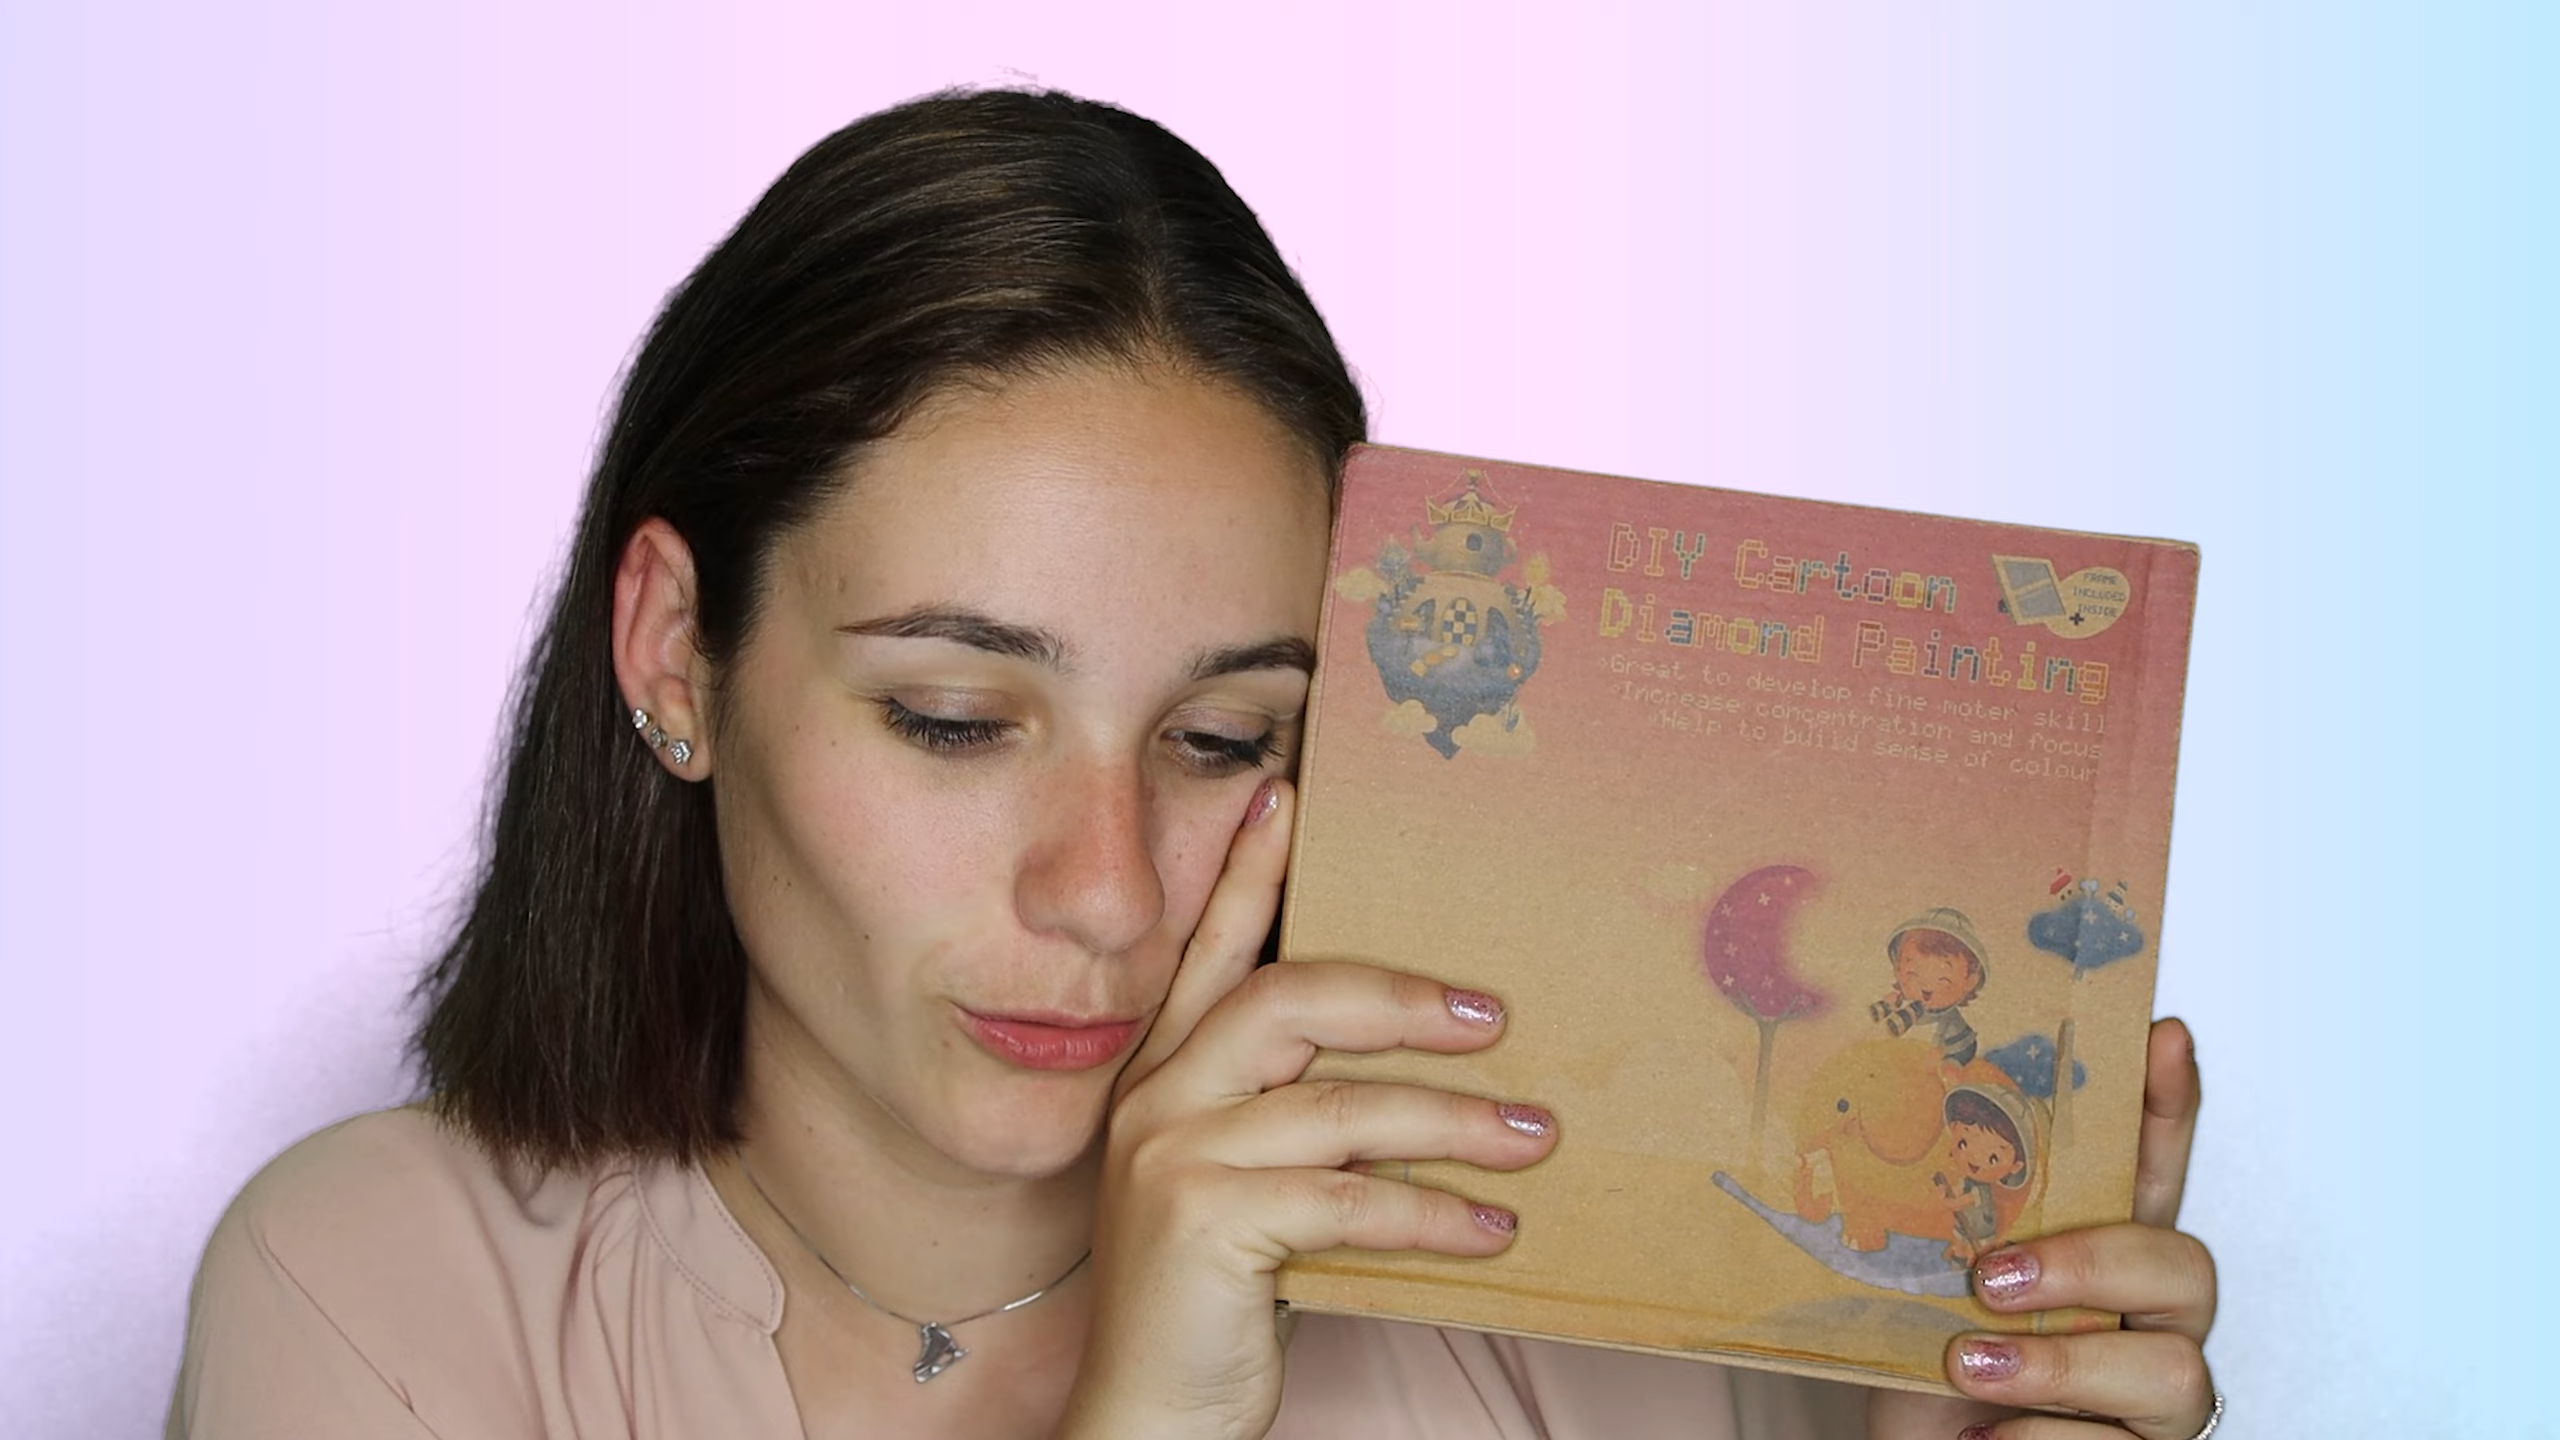 DIY Cartoon
Diamond Painting
FRAME
INCLUDED
INSIDE
Great to develop fine moter skill
Increase concentration and focus
Help to build sense of colour